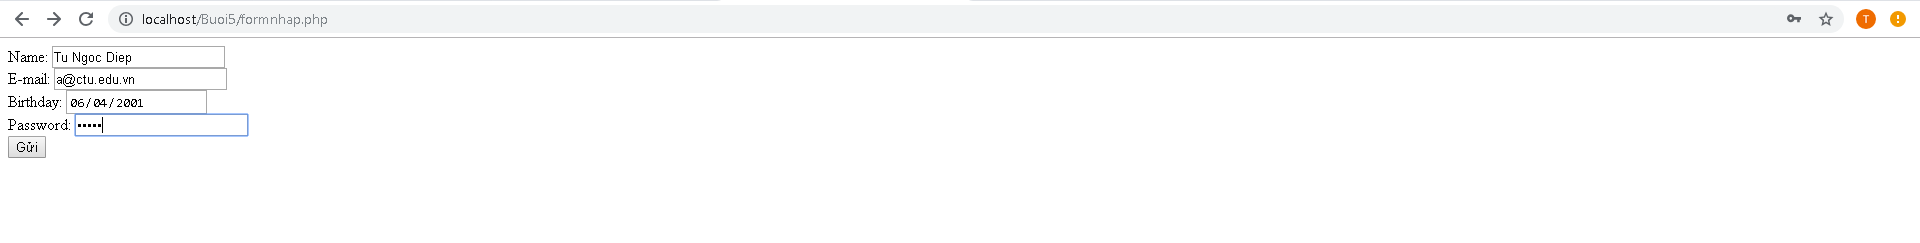 localhost/Buoi5/formnhap.php
T
Name: Tu Ngoc Diep
E-mail: a@ctu.edu.vn
Birthday: 06/04/2001
Password: •••••
Gửi